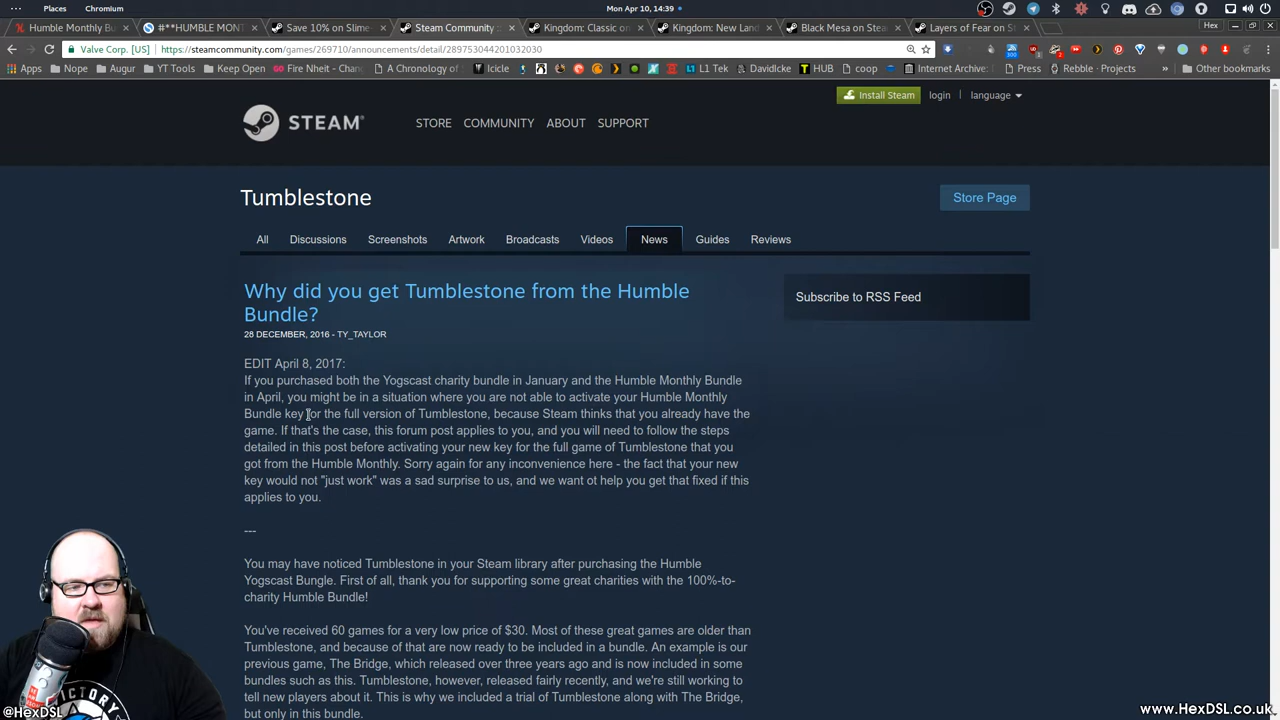 Places
Chromium
Mon Apr 10, 14:39
Hex
Humble Monthly Bu
#**HUMBLE MONT
Save 10% on Slime
Steam Community ::
Kingdom: Classic on
Kingdom: New Lan
Black Mesa on Stea
Layers of Fear on St
Hex
Valve Corp. [US]
https://steamcommunity.com/games/269710/announcements/detail/289753044201032030
Apps
Nope
Augur
YT Tools
Keep Open
Fire Nheit - Chan
A Chronology of
Icicle
L1 Tek
DavidIcke
HUB
coop
Internet Archive:
Press
Rebble · Projects
»
Other bookmarks
Install Steam
login
language
STEAM
STORE
COMMUNITY
ABOUT
SUPPORT
Tumblestone
Store Page
All
Discussions
Screenshots
Artwork
Broadcasts
Videos
News
Guides
Reviews
Why did you get Tumblestone from the Humble
Bundle?
28 DECEMBER, 2016 - TY_TAYLOR
Subscribe to RSS Feed
EDIT April 8, 2017:
If you purchased both the Yogscast charity bundle in January and the Humble Monthly Bundle
in April, you might be in a situation where you are not able to activate your Humble Monthly
Bundle key for the full version of Tumblestone, because Steam thinks that you already have the
game. If that's the case, this forum post applies to you, and you will need to follow the steps
detailed in this post before activating your new key for the full game of Tumblestone that you
got from the Humble Monthly. Sorry again for any inconvenience here - the fact that your new
key would not "just work" was a sad surprise to us, and we want ot help you get that fixed if this
applies to you.
---
You may have noticed Tumblestone in your Steam library after purchasing the Humble
Yogscast Bungle. First of all, thank you for supporting some great charities with the 100%-to-
charity Humble Bundle!
You've received 60 games for a very low price of $30. Most of these great games are older than
Tumblestone, and because of that are now ready to be included in a bundle. An example is our
previous game, The Bridge, which released over three years ago and is now included in some
bundles such as this. Tumblestone, however, released fairly recently, and we're still working to
tell new players about it. This is why we included a trial of Tumblestone along with The Bridge,
but only in this bundle.
VICTORY
@HexDSL
www.HexDSL.co.uk